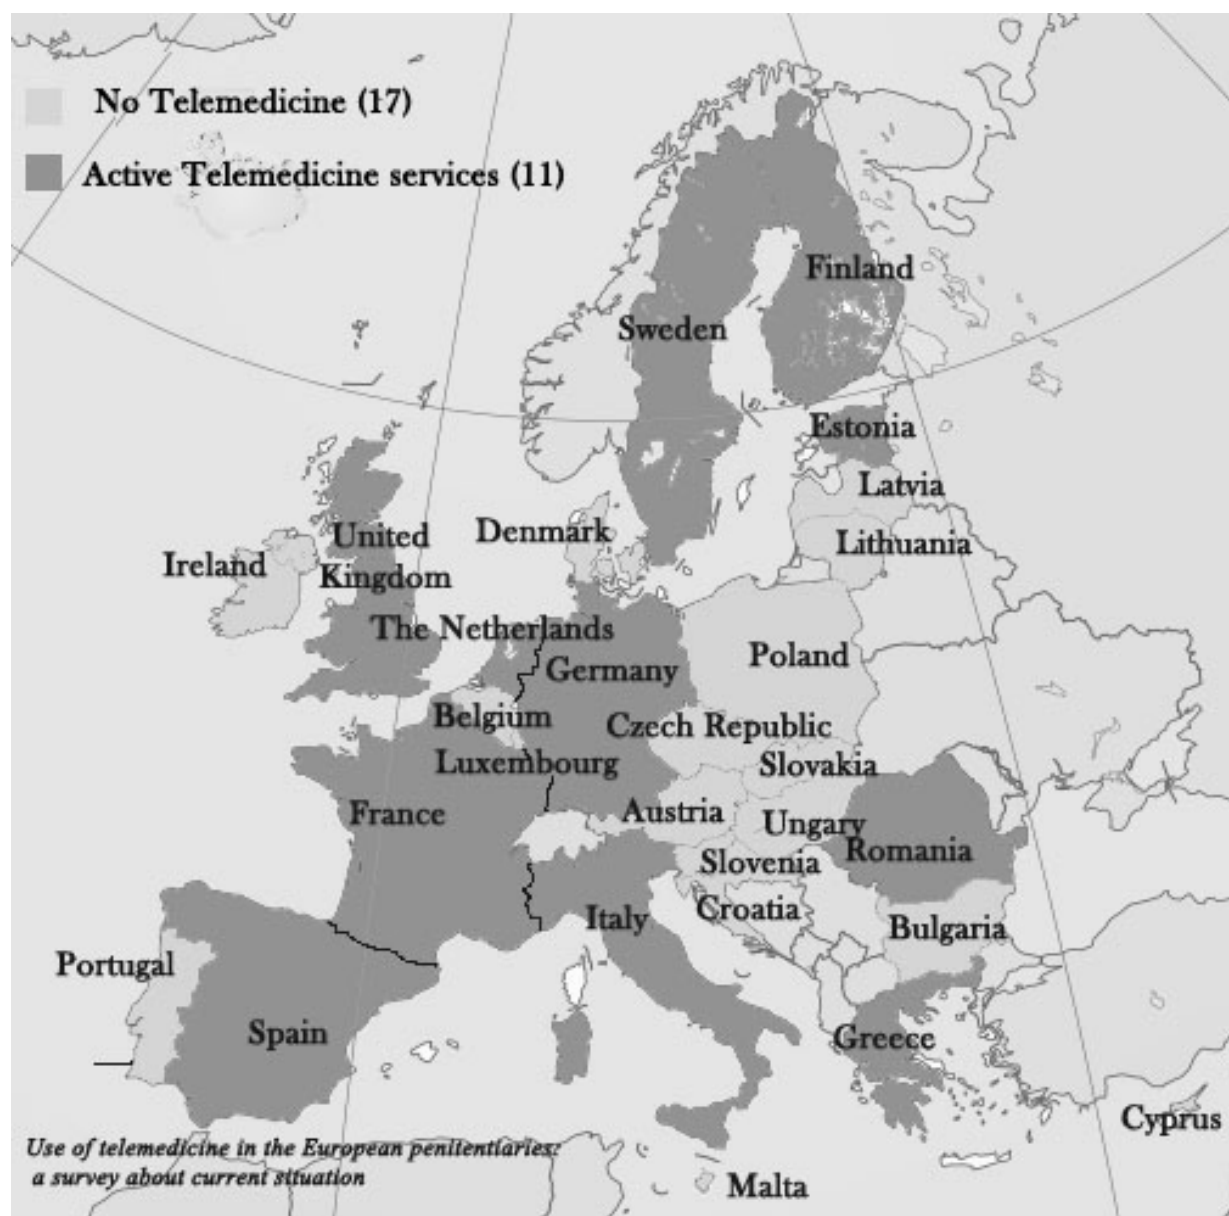 No Telemedicine (17)
Active Telemedicine services (11)
Finland
Sweden
Estonia
Latvia
Denmark
United
Kingdom
Lithuania
Ireland
The Netherlands
Germany
Poland
Belgium
Czech Republic
Luxembourg
Slovakia
France
Austria
Ungary
Slovenia
Romania
Italy
Croatia
Bulgaria
Portugal
Spain
Greece
Cyprus
Use of telemedicine in the European penitentiaries:
a survey about current situation
Malta